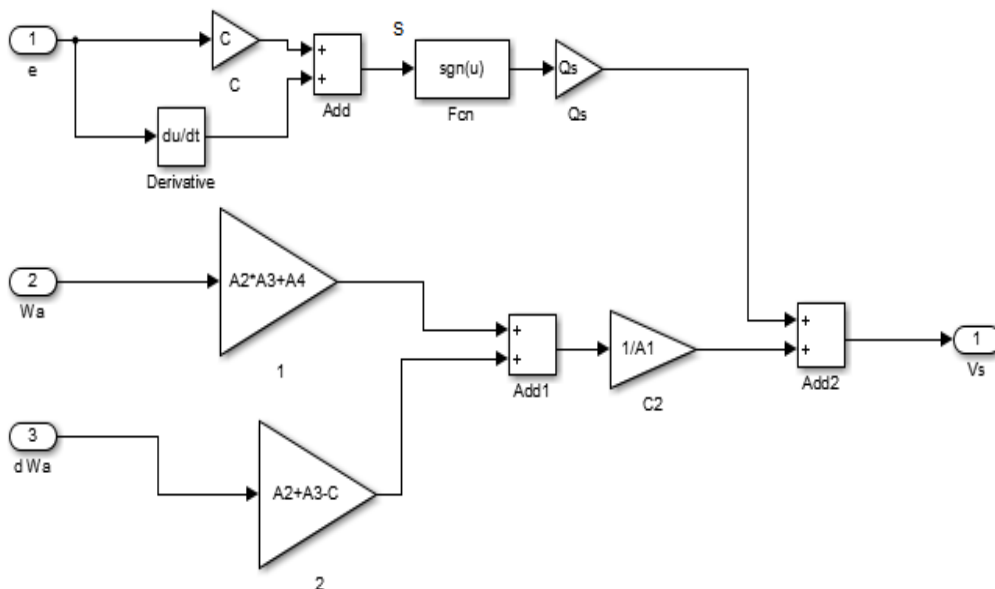 1
e
C
C
du/dt
Derivative
+
+
Add
S
sgn(u)
Fcn
Qs
Qs
2
Wa
A2*A3+A4
1
3
d Wa
A2+A3-C
2
+
+
Add1
1/A1
C2
+
+
Add2
1
Vs